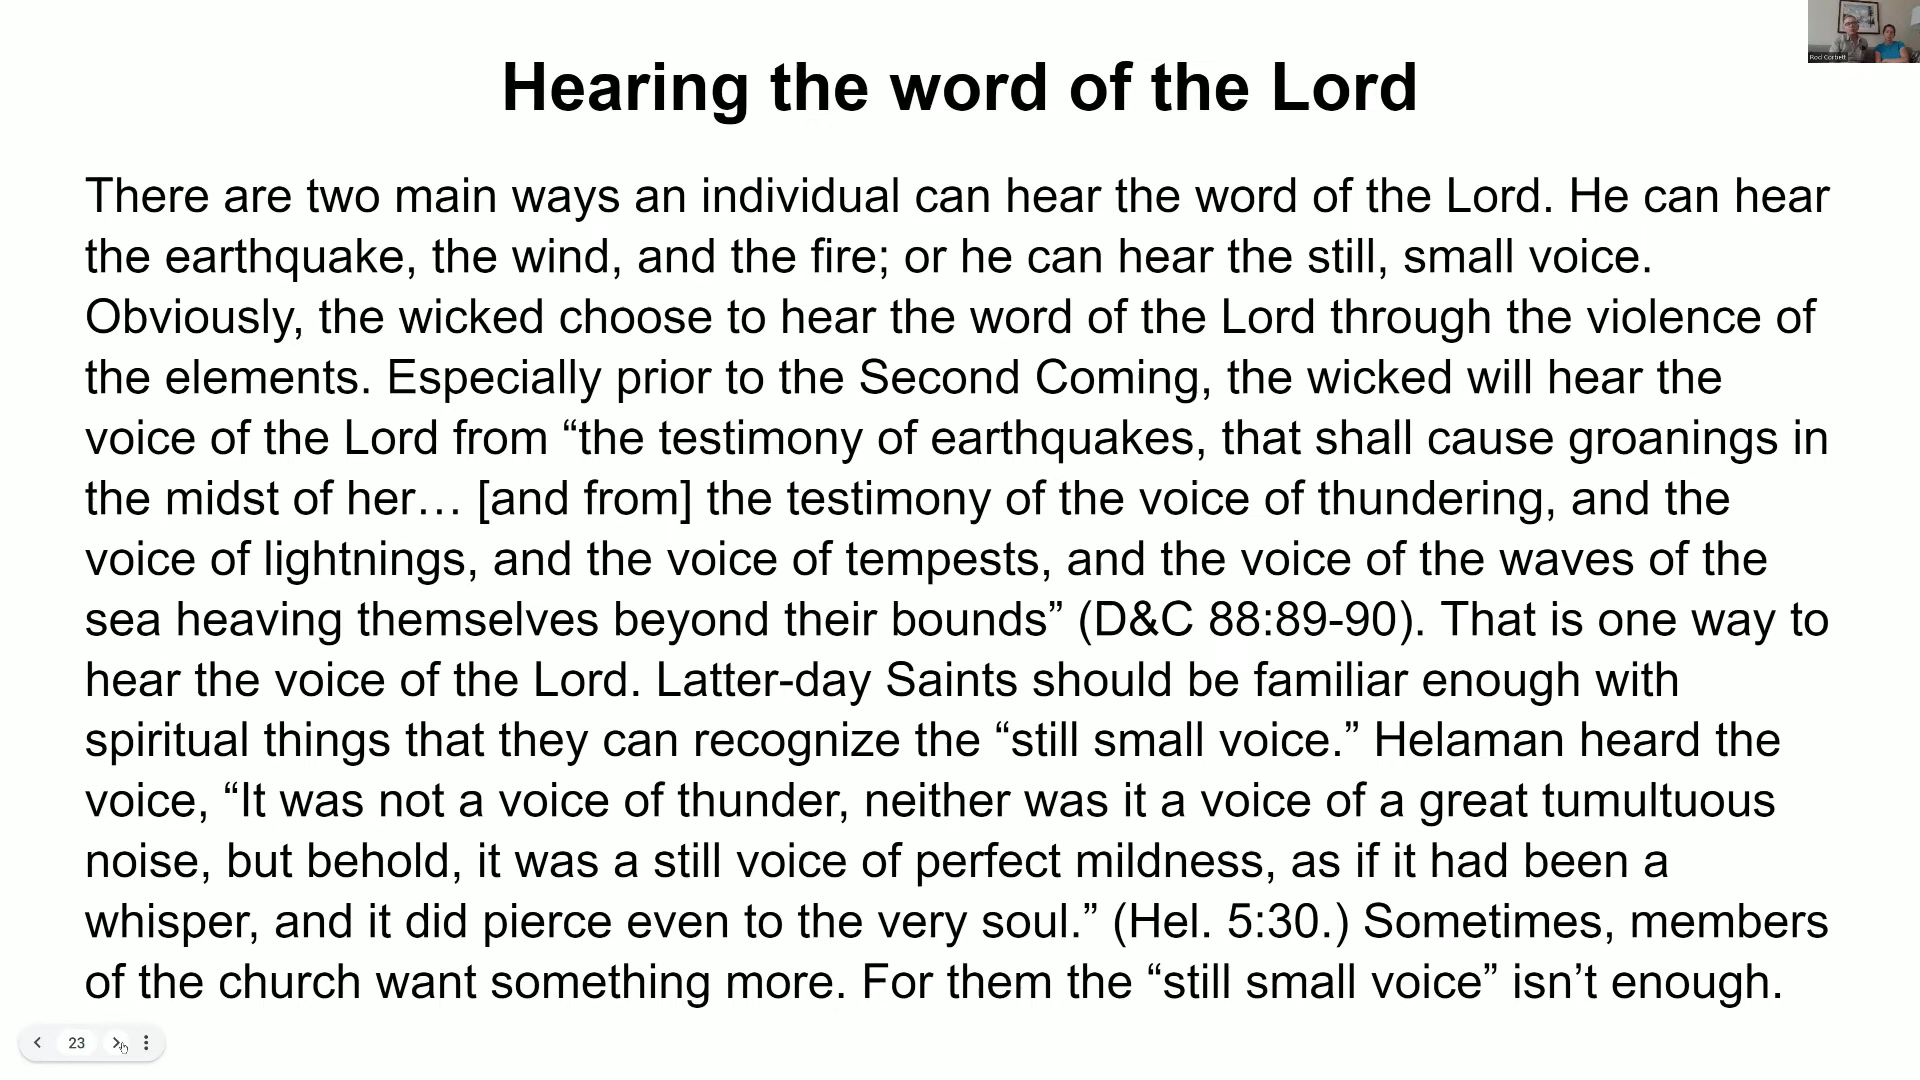 Hearing the word of the Lord
There are two main ways an individual can hear the word of the Lord. He can hear
the earthquake, the wind, and the fire; or he can hear the still, small voice.
Obviously, the wicked choose to hear the word of the Lord through the violence of
the elements. Especially prior to the Second Coming, the wicked will hear the
voice of the Lord from “the testimony of earthquakes, that shall cause groanings in
the midst of her… [and from] the testimony of the voice of thundering, and the
voice of lightnings, and the voice of tempests, and the voice of the waves of the
sea heaving themselves beyond their bounds” (D&C 88:89-90). That is one way to
hear the voice of the Lord. Latter-day Saints should be familiar enough with
spiritual things that they can recognize the “still small voice.” Helaman heard the
voice, “It was not a voice of thunder, neither was it a voice of a great tumultuous
noise, but behold, it was a still voice of perfect mildness, as if it had been a
whisper, and it did pierce even to the very soul.” (Hel. 5:30.) Sometimes, members
of the church want something more. For them the “still small voice” isn’t enough.
23
Rod Corbett